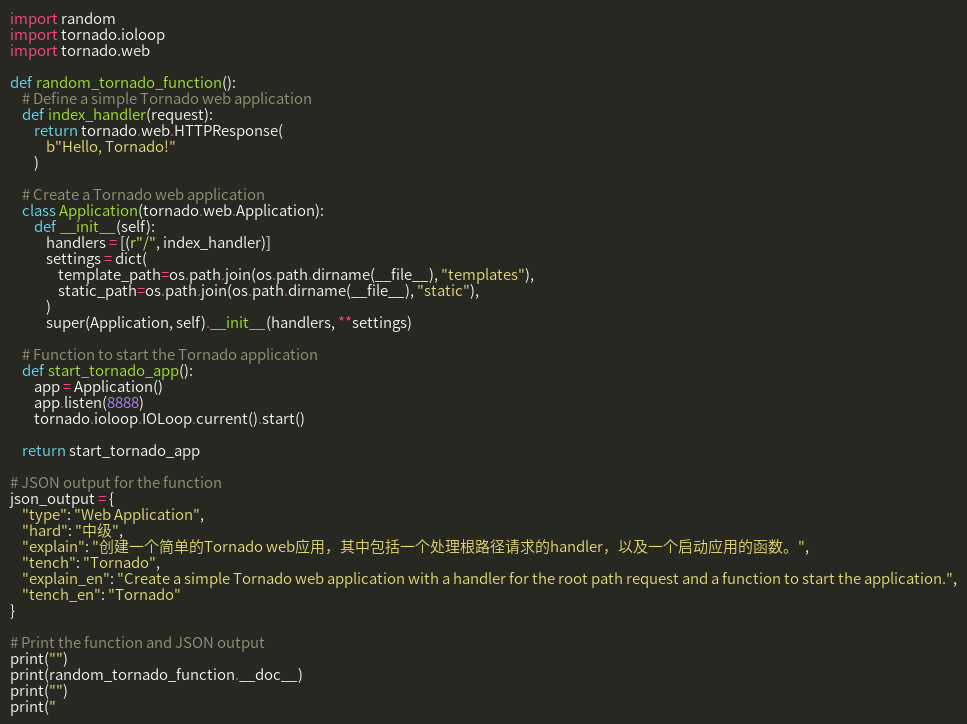 import random
import tornado.ioloop
import tornado.web

def random_tornado_function():
    # Define a simple Tornado web application
    def index_handler(request):
        return tornado.web.HTTPResponse(
            b"Hello, Tornado!"
        )

    # Create a Tornado web application
    class Application(tornado.web.Application):
        def __init__(self):
            handlers = [(r"/", index_handler)]
            settings = dict(
                template_path=os.path.join(os.path.dirname(__file__), "templates"),
                static_path=os.path.join(os.path.dirname(__file__), "static"),
            )
            super(Application, self).__init__(handlers, **settings)

    # Function to start the Tornado application
    def start_tornado_app():
        app = Application()
        app.listen(8888)
        tornado.ioloop.IOLoop.current().start()

    return start_tornado_app

# JSON output for the function
json_output = {
    "type": "Web Application",
    "hard": "中级",
    "explain": "创建一个简单的Tornado web应用，其中包括一个处理根路径请求的handler，以及一个启动应用的函数。",
    "tench": "Tornado",
    "explain_en": "Create a simple Tornado web application with a handler for the root path request and a function to start the application.",
    "tench_en": "Tornado"
}

# Print the function and JSON output
print("")
print(random_tornado_function.__doc__)
print("")
print("